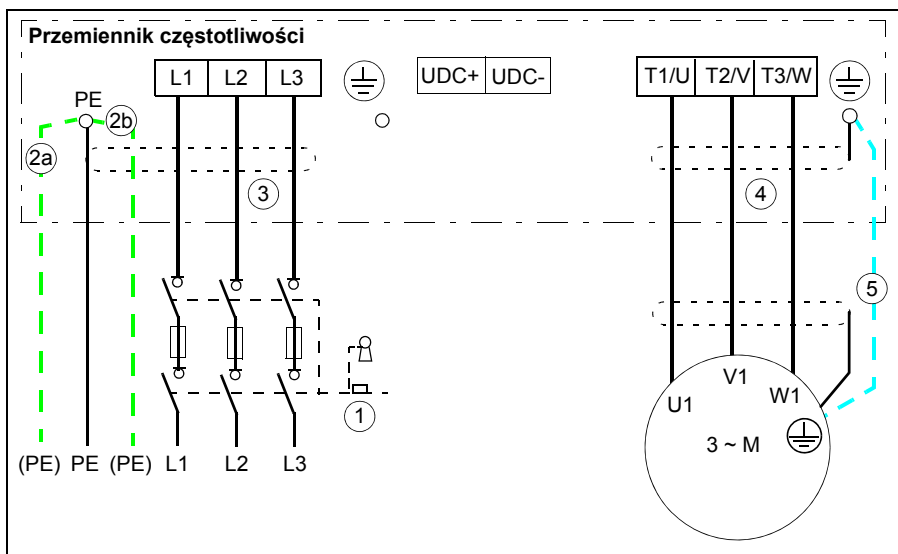 Przemiennik częstotliwości
L1 L2 L3
UDC+ UDC-
T1/U T2/V T3/W
PE
2a
2b
3
4
5
1
U1
V1
W1
3 ~ M
(PE) PE (PE) L1 L2 L3